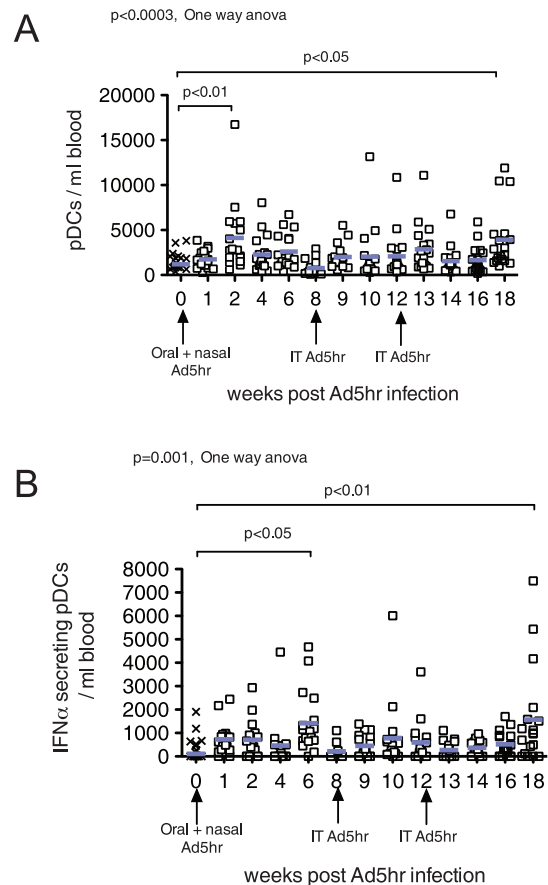 A
p<0.0003, One way anova
p<0.05
p<0.01
pDCs / ml blood
20000
15000
10000
5000
0
0 1 2 4 6 8 9 10 12 13 14 16 18
Oral + nasal
Ad5hr
IT Ad5hr
IT Ad5hr
weeks post Ad5hr infection
B
p=0.001, One way anova
p<0.01
p<0.05
IFNα secreting pDCs
/ ml blood
8000
7000
6000
5000
4000
3000
2000
1000
0
0 1 2 4 6 8 9 10 12 13 14 16 18
Oral + nasal
Ad5hr
IT Ad5hr
IT Ad5hr
weeks post Ad5hr infection